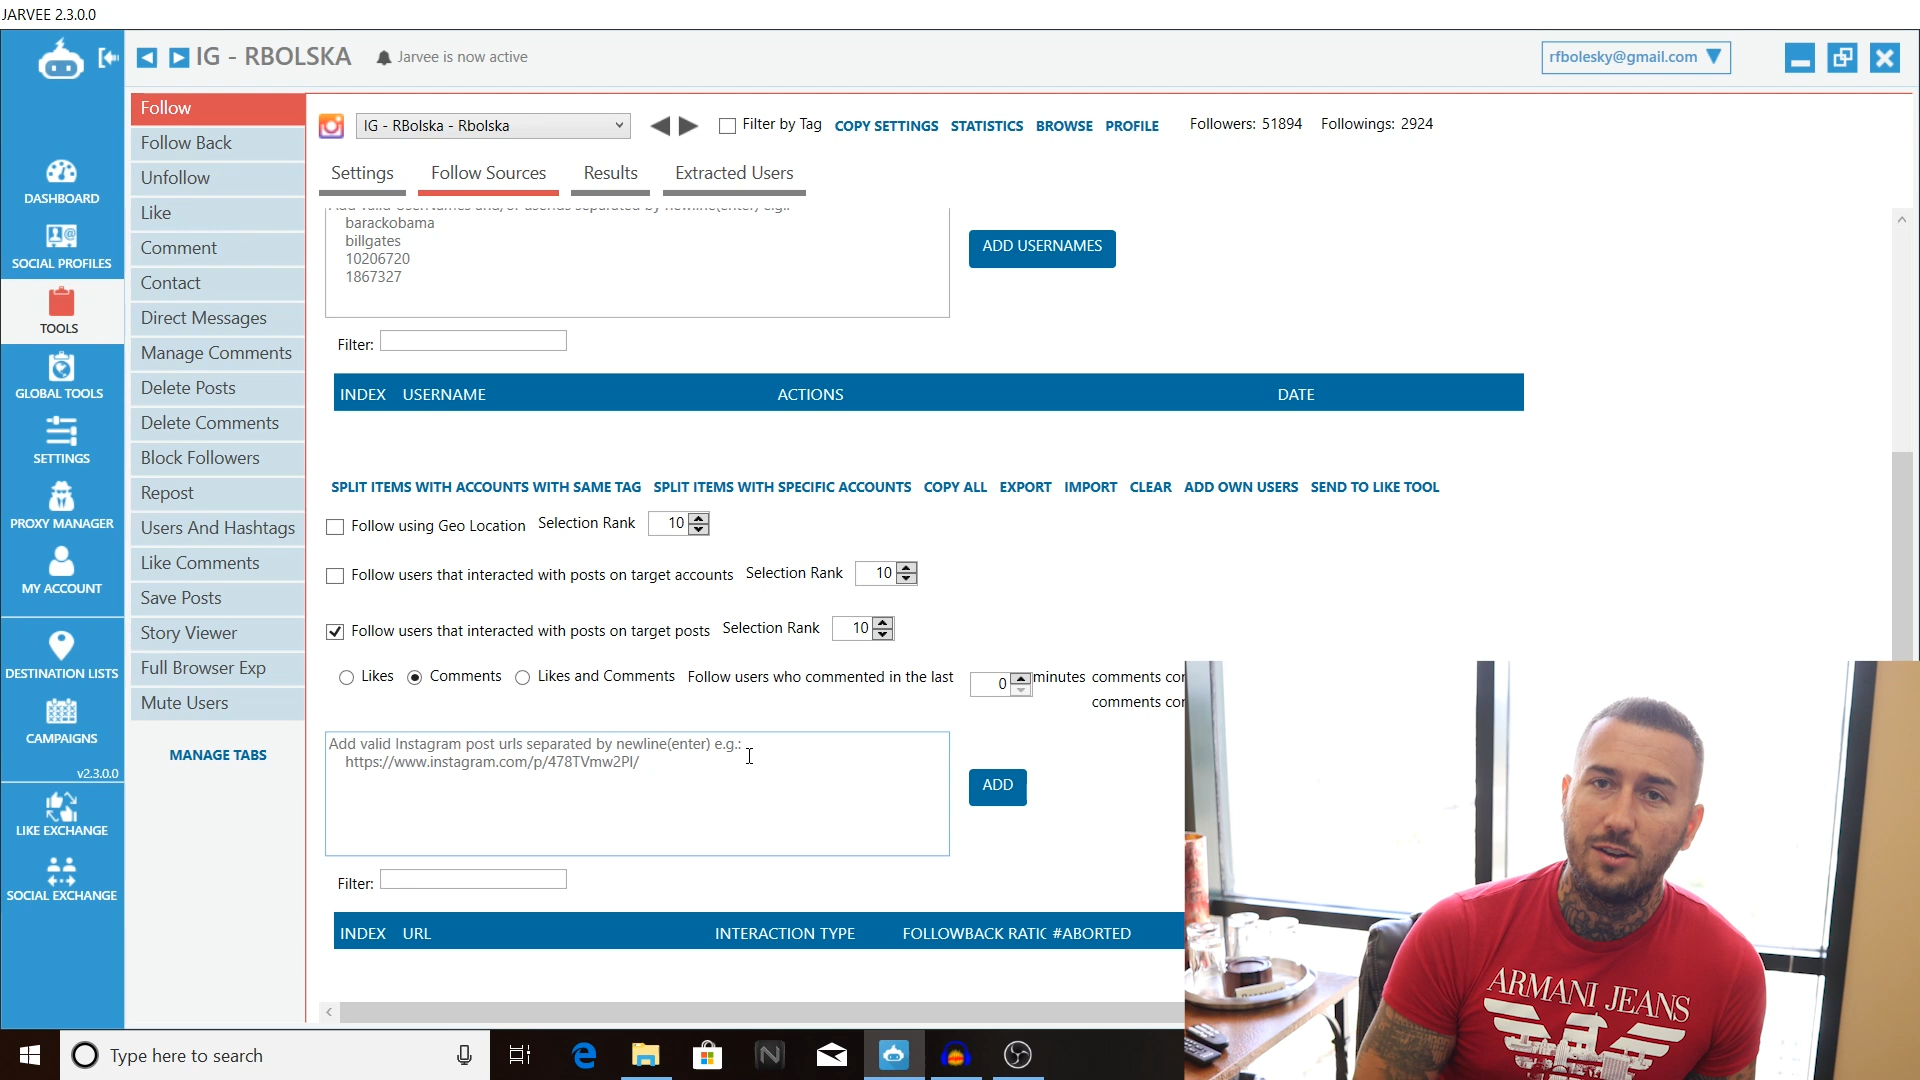 JARVEE 2.3.0.0
IG - RBOLSKA
Jarvee is now active
rfbolesky@gmail.com
DASHBOARD
SOCIAL PROFILES
TOOLS
GLOBAL TOOLS
SETTINGS
PROXY MANAGER
MY ACCOUNT
DESTINATION LISTS
CAMPAIGNS
v2.3.0.0
LIKE EXCHANGE
SOCIAL EXCHANGE
Follow
Follow Back
Unfollow
Like
Comment
Contact
Direct Messages
Manage Comments
Delete Posts
Delete Comments
Block Followers
Repost
Users And Hashtags
Like Comments
Save Posts
Story Viewer
Full Browser Exp
Mute Users
MANAGE TABS
IG - RBolska - Rbolska
Filter by Tag
COPY SETTINGS STATISTICS BROWSE PROFILE
Followers: 51894 Followings: 2924
Settings Follow Sources Results Extracted Users
Add valid UserNames and/or userids separated by newline(enter) e.g.:
barackobama
billgates
10206720
1867327
ADD USERNAMES
Filter:
INDEX USERNAME ACTIONS DATE
SPLIT ITEMS WITH ACCOUNTS WITH SAME TAG SPLIT ITEMS WITH SPECIFIC ACCOUNTS COPY ALL EXPORT IMPORT CLEAR ADD OWN USERS SEND TO LIKE TOOL
Follow using Geo Location Selection Rank 10
Follow users that interacted with posts on target accounts Selection Rank 10
Follow users that interacted with posts on target posts Selection Rank 10
Likes Comments Likes and Comments Follow users who commented in the last 0 minutes comments cor
comments cor
Add valid Instagram post urls separated by newline(enter) e.g.:
https://www.instagram.com/p/478TVmw2Pl/
ADD
Filter:
INDEX URL INTERACTION TYPE FOLLOWBACK RATIC #ABORTED
ARMANI JEANS
Type here to search